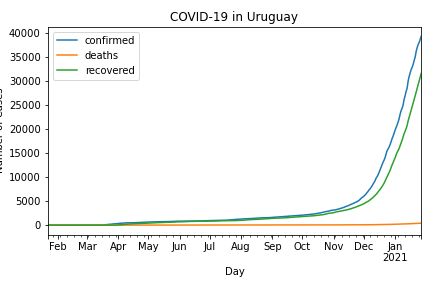 COVID-19 in Uruguay
confirmed
deaths
recovered
40000
35000
30000
25000
20000
15000
10000
5000
0
Feb Mar Apr May Jun Jul Aug Sep Oct Nov Dec Jan
2021
Day